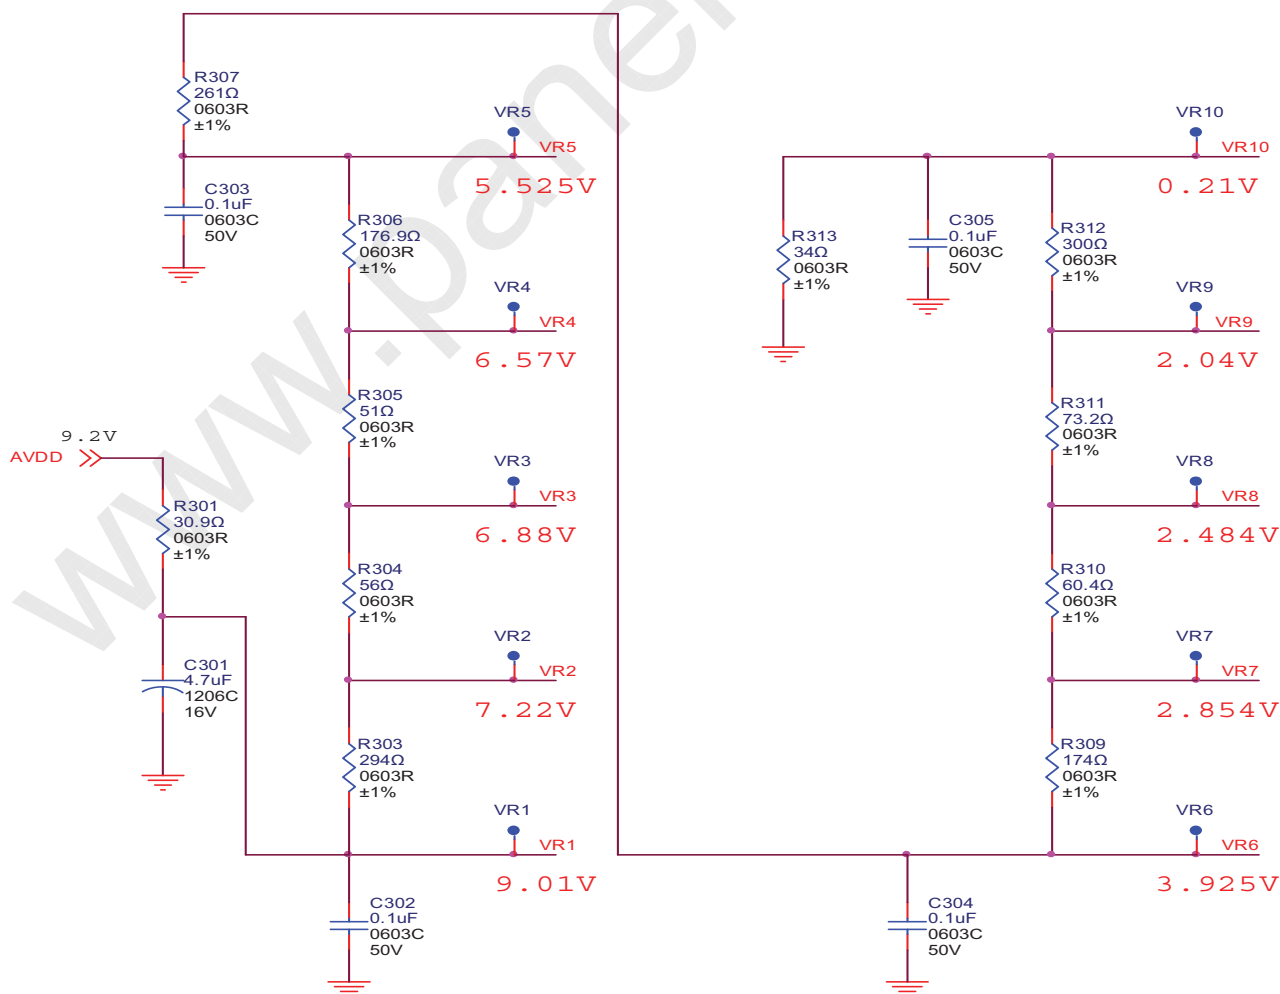 www.panel
R307
261Ω
0603R
±1%
VR5
VR5
5.525V
C303
0.1uF
0603C
50V
R306
176.9Ω
0603R
±1%
VR4
VR4
6.57V
R305
51Ω
0603R
±1%
9.2V
AVDD
VR3
VR3
6.88V
R301
30.9Ω
0603R
±1%
R304
56Ω
0603R
±1%
VR2
VR2
7.22V
C301
4.7uF
1206C
16V
R303
294Ω
0603R
±1%
VR1
VR1
9.01V
C302
0.1uF
0603C
50V
VR10
VR10
0.21V
R313
34Ω
0603R
±1%
C305
0.1uF
0603C
50V
R312
300Ω
0603R
±1%
VR9
VR9
2.04V
R311
73.2Ω
0603R
±1%
VR8
VR8
2.484V
R310
60.4Ω
0603R
±1%
VR7
VR7
2.854V
R309
174Ω
0603R
±1%
VR6
VR6
3.925V
C304
0.1uF
0603C
50V